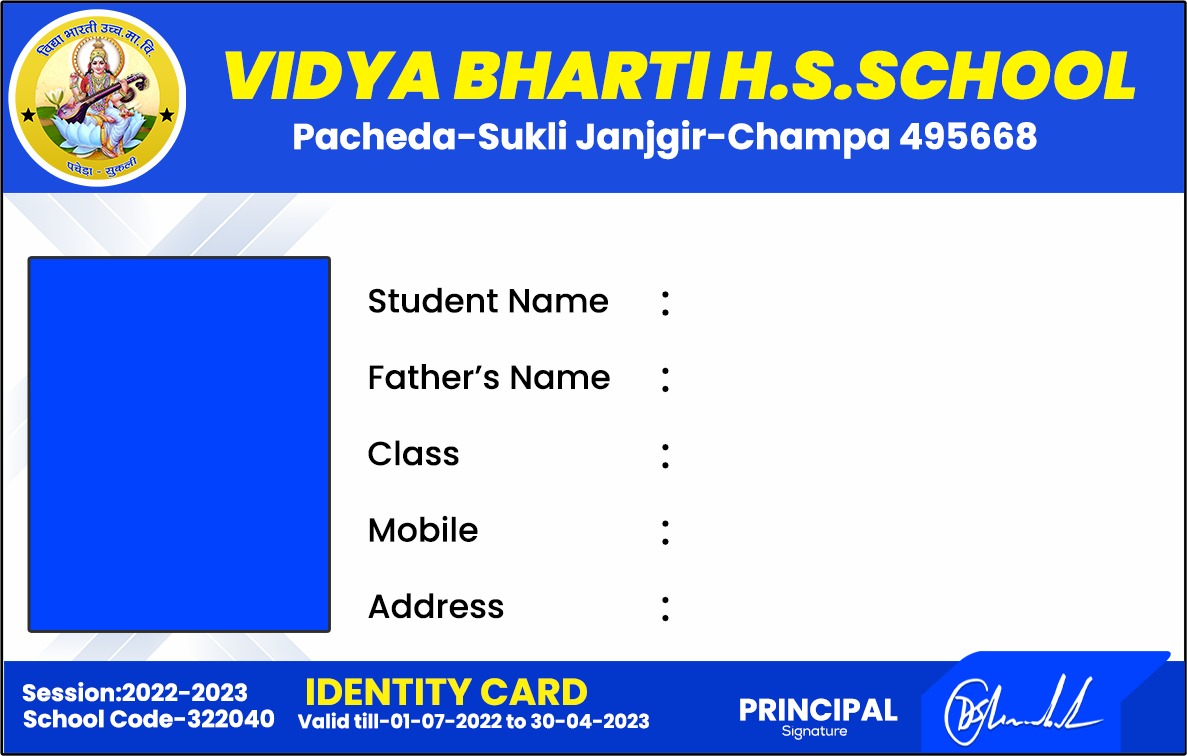 विद्या भारती उच्च.मा.वि.
पचेड़ा - सुकली
VIDYA BHARTI H.S.SCHOOL
Pacheda-Sukli Janjgir-Champa 495668
Student Name :
Father’s Name :
Class :
Mobile :
Address :
Session:2022-2023
School Code-322040
IDENTITY CARD
Valid till-01-07-2022 to 30-04-2023
PRINCIPAL
Signature